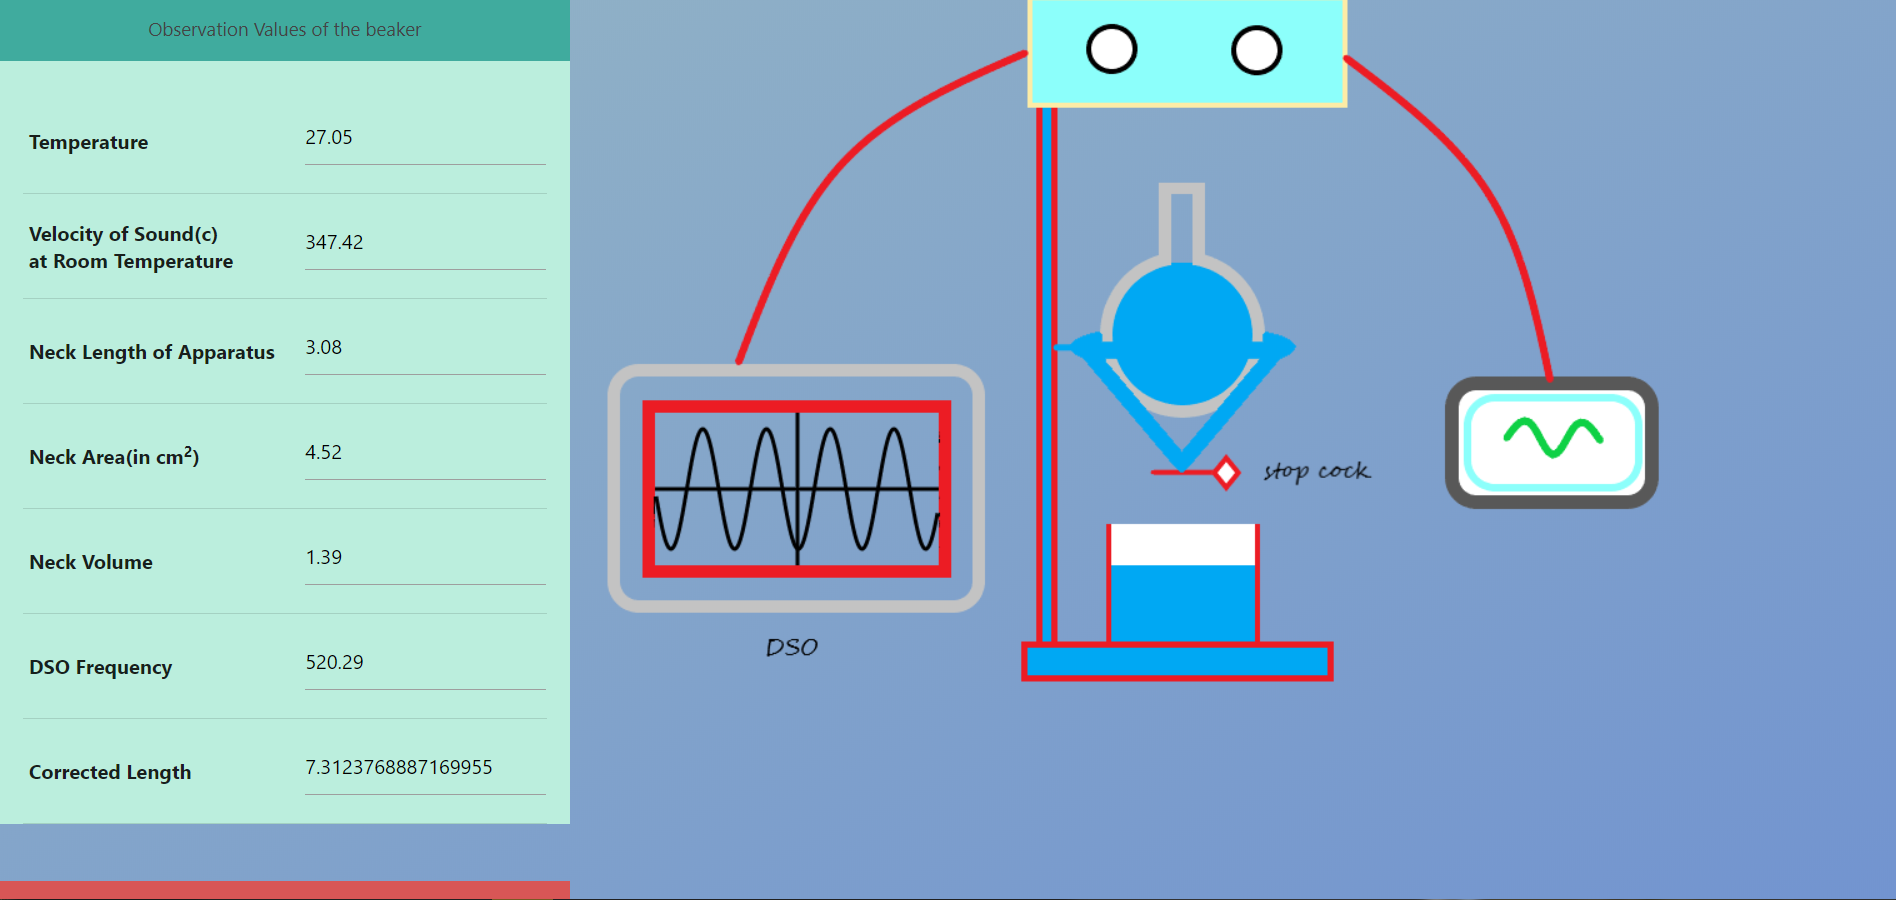 Observation Values of the beaker
Temperature 27.05
Velocity of Sound(c)
at Room Temperature 347.42
Neck Length of Apparatus 3.08
Neck Area(in cm²) 4.52
Neck Volume 1.39
DSO Frequency 520.29
Corrected Length 7.3123768887169955
stop cock
DSO